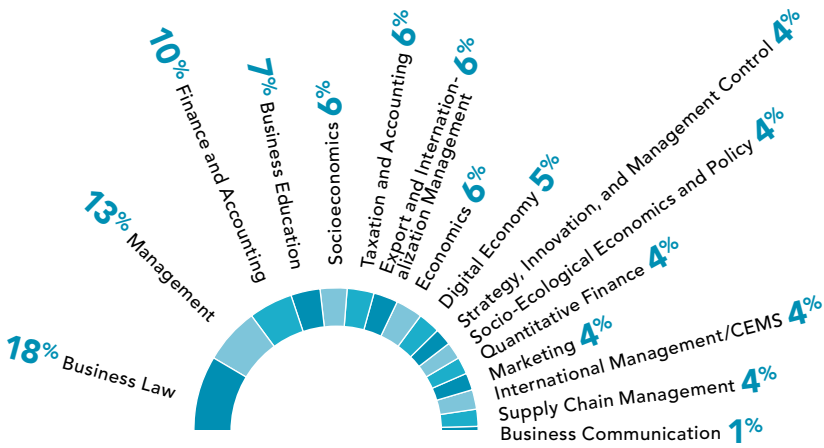 18% Business Law
13% Management
10% Finance and Accounting
7% Business Education
Socioeconomics 6%
Taxation and Accounting 6%
Export and Internation-
alization Management 6%
Economics 6%
Digital Economy 5%
Strategy, Innovation, and Management Control 4%
Socio-Ecological Economics and Policy 4%
Quantitative Finance 4%
Marketing 4%
International Management/CEMS 4%
Supply Chain Management 4%
Business Communication 1%